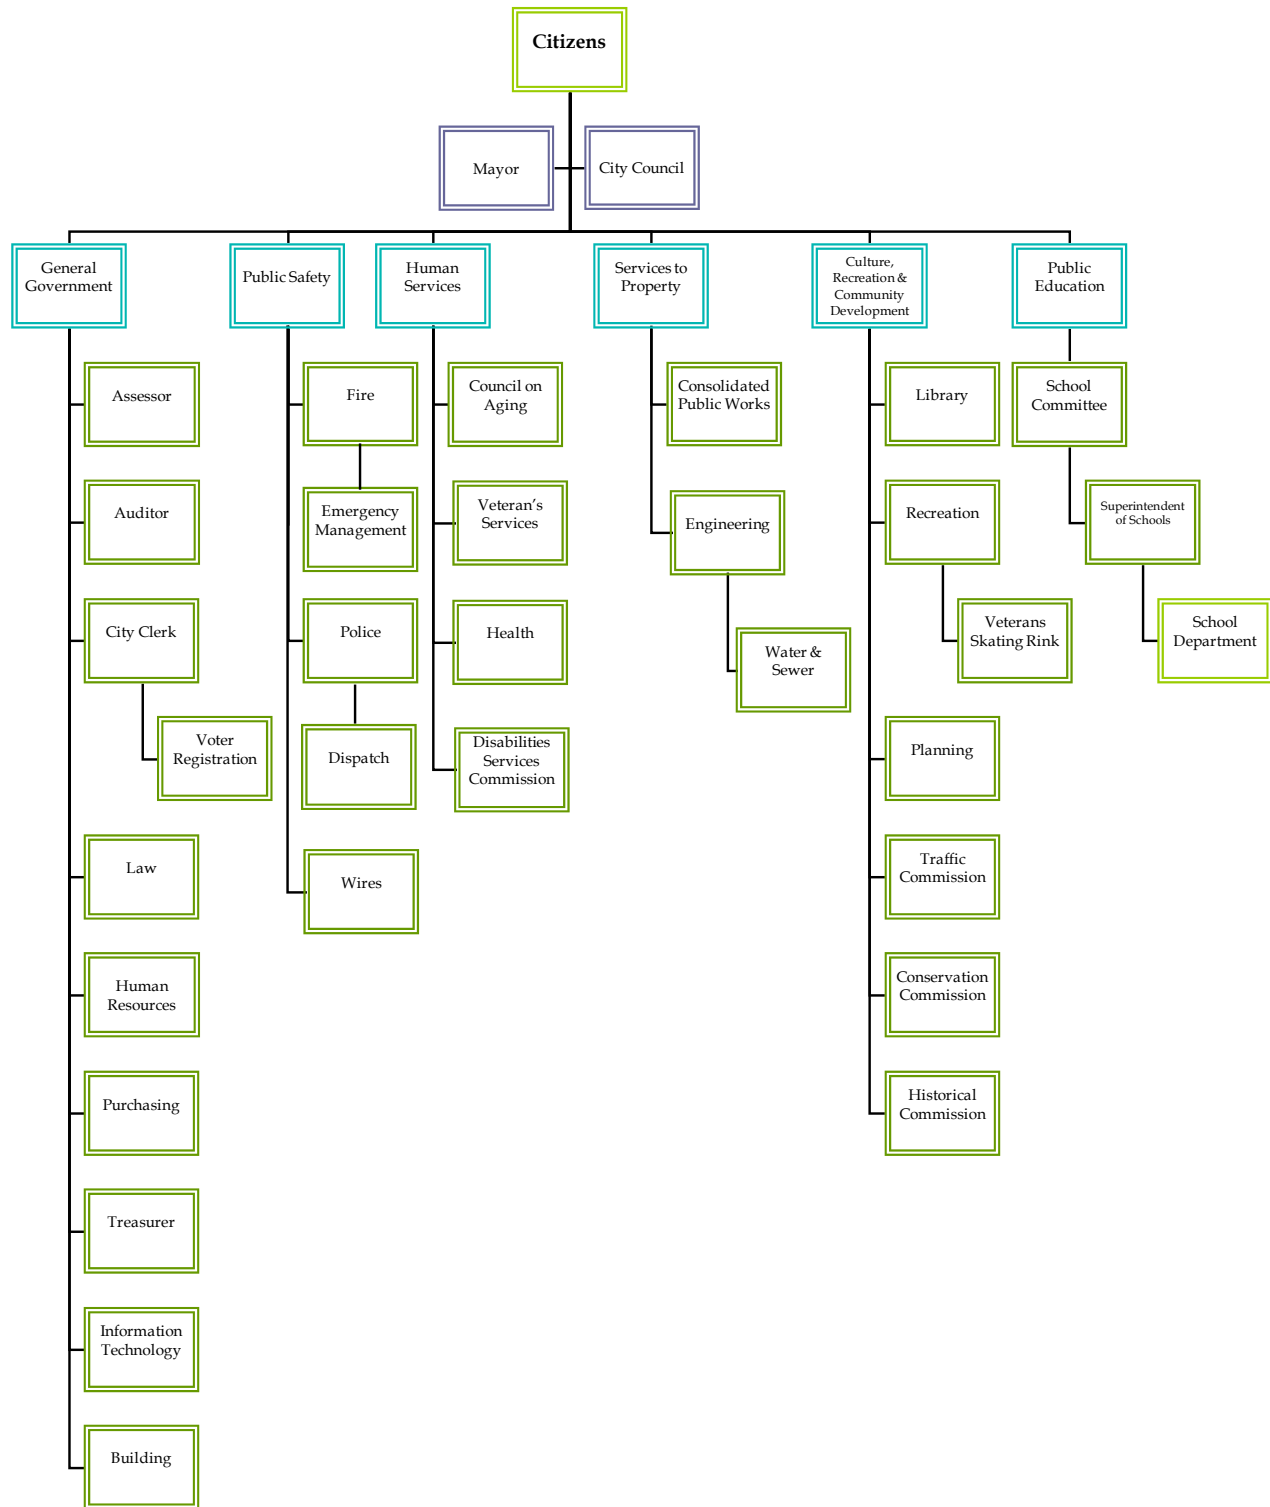 Citizens
Mayor
City Council
General
Government
Public Safety
Human
Services
Services to
Property
Culture,
Recreation &
Community
Development
Public
Education
Assessor
Auditor
City Clerk
Voter
Registration
Law
Human
Resources
Purchasing
Treasurer
Information
Technology
Building
Fire
Emergency
Management
Police
Dispatch
Wires
Council on
Aging
Veteran’s
Services
Health
Disabilities
Services
Commission
Consolidated
Public Works
Engineering
Water &
Sewer
Library
Recreation
Veterans
Skating Rink
Planning
Traffic
Commission
Conservation
Commission
Historical
Commission
School
Committee
Superintendent
of Schools
School
Department